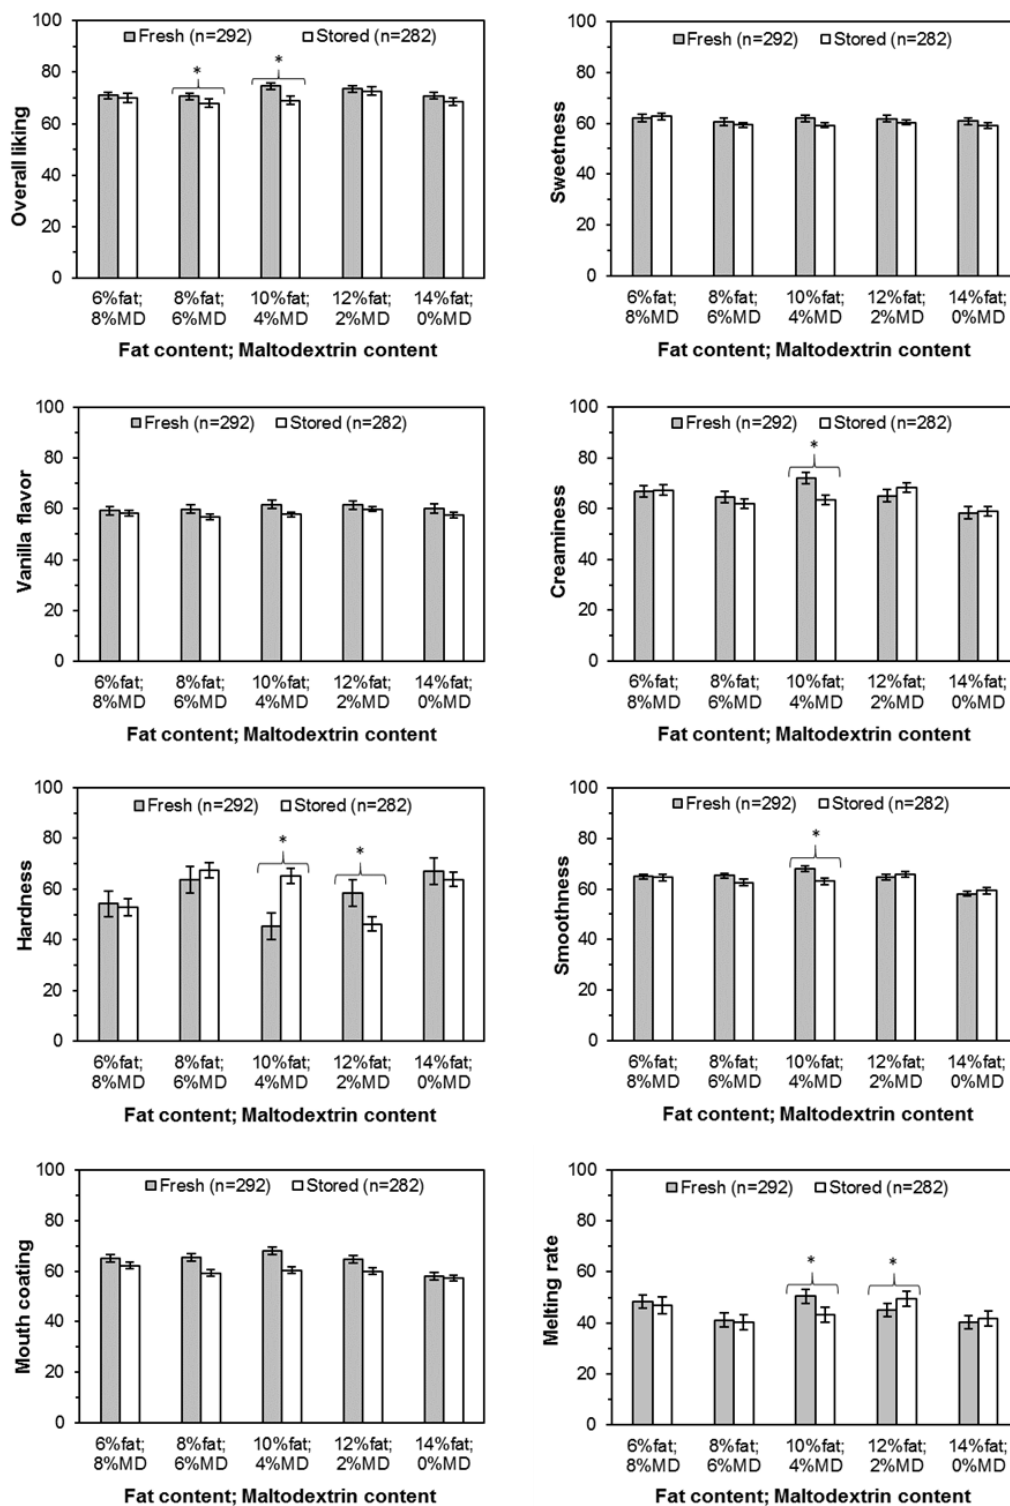 100
80
60
40
20
0
Overall liking
Fresh (n=292) Stored (n=282)
* *
6%fat; 8%fat; 10%fat; 12%fat; 14%fat;
8%MD 6%MD 4%MD 2%MD 0%MD
Fat content; Maltodextrin content
100
80
60
40
20
0
Sweetness
Fresh (n=292) Stored (n=282)
6%fat; 8%fat; 10%fat; 12%fat; 14%fat;
8%MD 6%MD 4%MD 2%MD 0%MD
Fat content; Maltodextrin content
100
80
60
40
20
0
Vanilla flavor
Fresh (n=292) Stored (n=282)
6%fat; 8%fat; 10%fat; 12%fat; 14%fat;
8%MD 6%MD 4%MD 2%MD 0%MD
Fat content; Maltodextrin content
100
80
60
40
20
0
Creaminess
Fresh (n=292) Stored (n=282)
*
6%fat; 8%fat; 10%fat; 12%fat; 14%fat;
8%MD 6%MD 4%MD 2%MD 0%MD
Fat content; Maltodextrin content
100
80
60
40
20
0
Hardness
Fresh (n=292) Stored (n=282)
* *
6%fat; 8%fat; 10%fat; 12%fat; 14%fat;
8%MD 6%MD 4%MD 2%MD 0%MD
Fat content; Maltodextrin content
100
80
60
40
20
0
Smoothness
Fresh (n=292) Stored (n=282)
*
6%fat; 8%fat; 10%fat; 12%fat; 14%fat;
8%MD 6%MD 4%MD 2%MD 0%MD
Fat content; Maltodextrin content
100
80
60
40
20
0
Mouth coating
Fresh (n=292) Stored (n=282)
6%fat; 8%fat; 10%fat; 12%fat; 14%fat;
8%MD 6%MD 4%MD 2%MD 0%MD
Fat content; Maltodextrin content
100
80
60
40
20
0
Melting rate
Fresh (n=292) Stored (n=282)
* *
6%fat; 8%fat; 10%fat; 12%fat; 14%fat;
8%MD 6%MD 4%MD 2%MD 0%MD
Fat content; Maltodextrin content